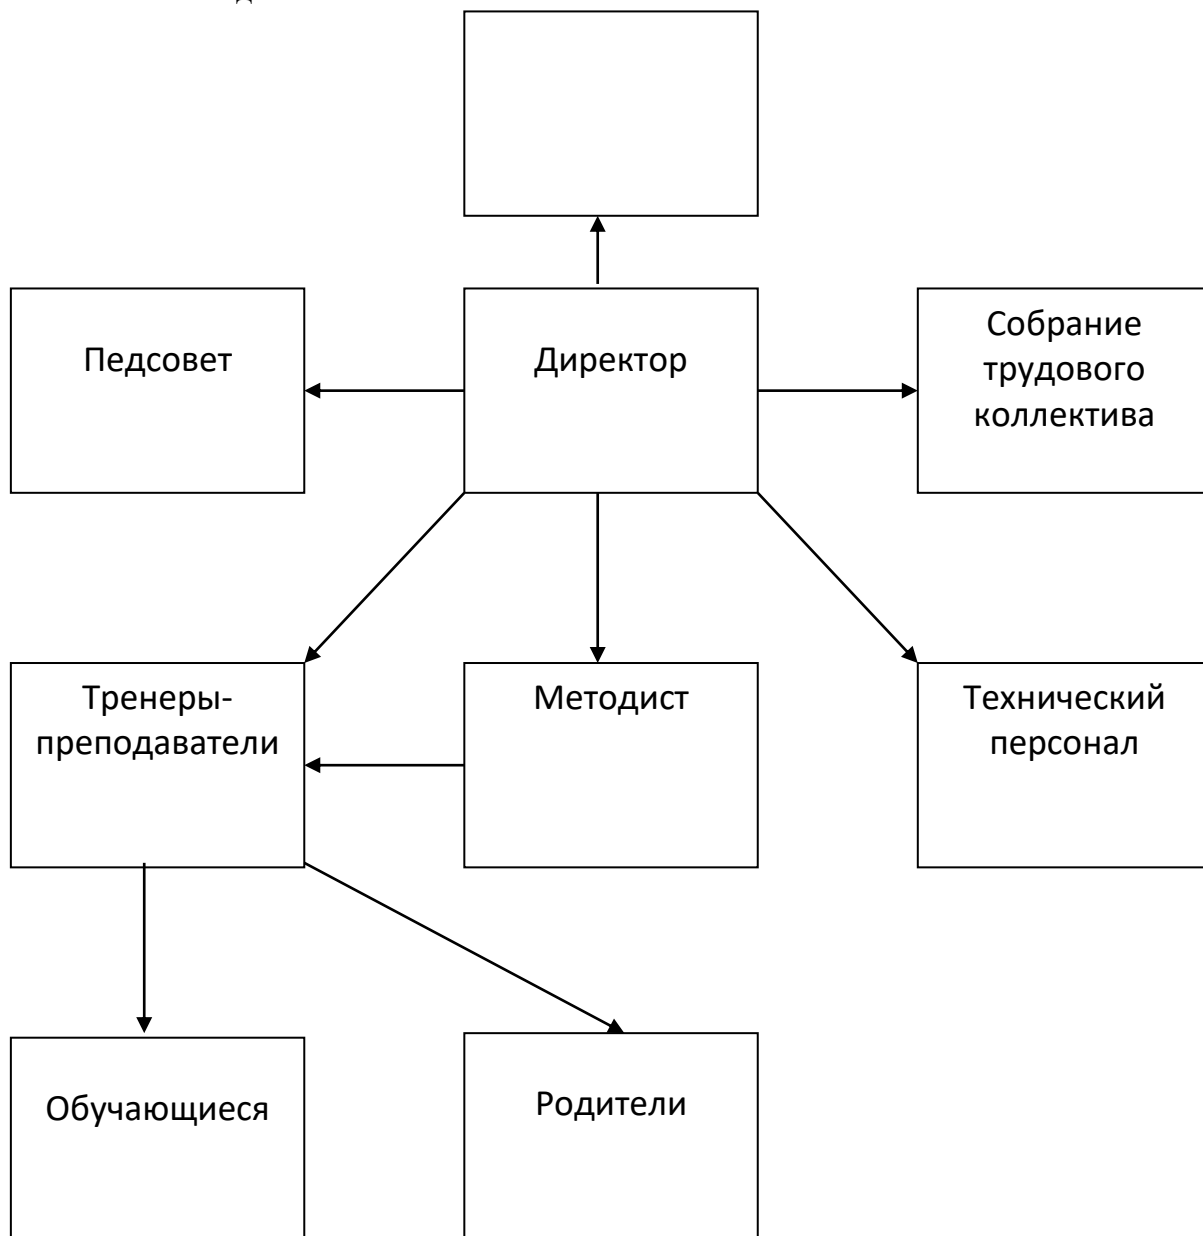 Педсовет
Директор
Собрание
трудового
коллектива
Тренеры-
преподаватели
Методист
Технический
персонал
Обучающиеся
Родители